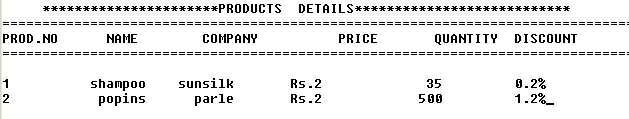 ***********************PRODUCTS DETAILS****************************
================================================================================
PROD.NO NAME COMPANY PRICE QUANTITY DISCOUNT
================================================================================
1 shampoo sunsilk Rs.2 35 0.2%
2 popins parle Rs.2 500 1.2%_